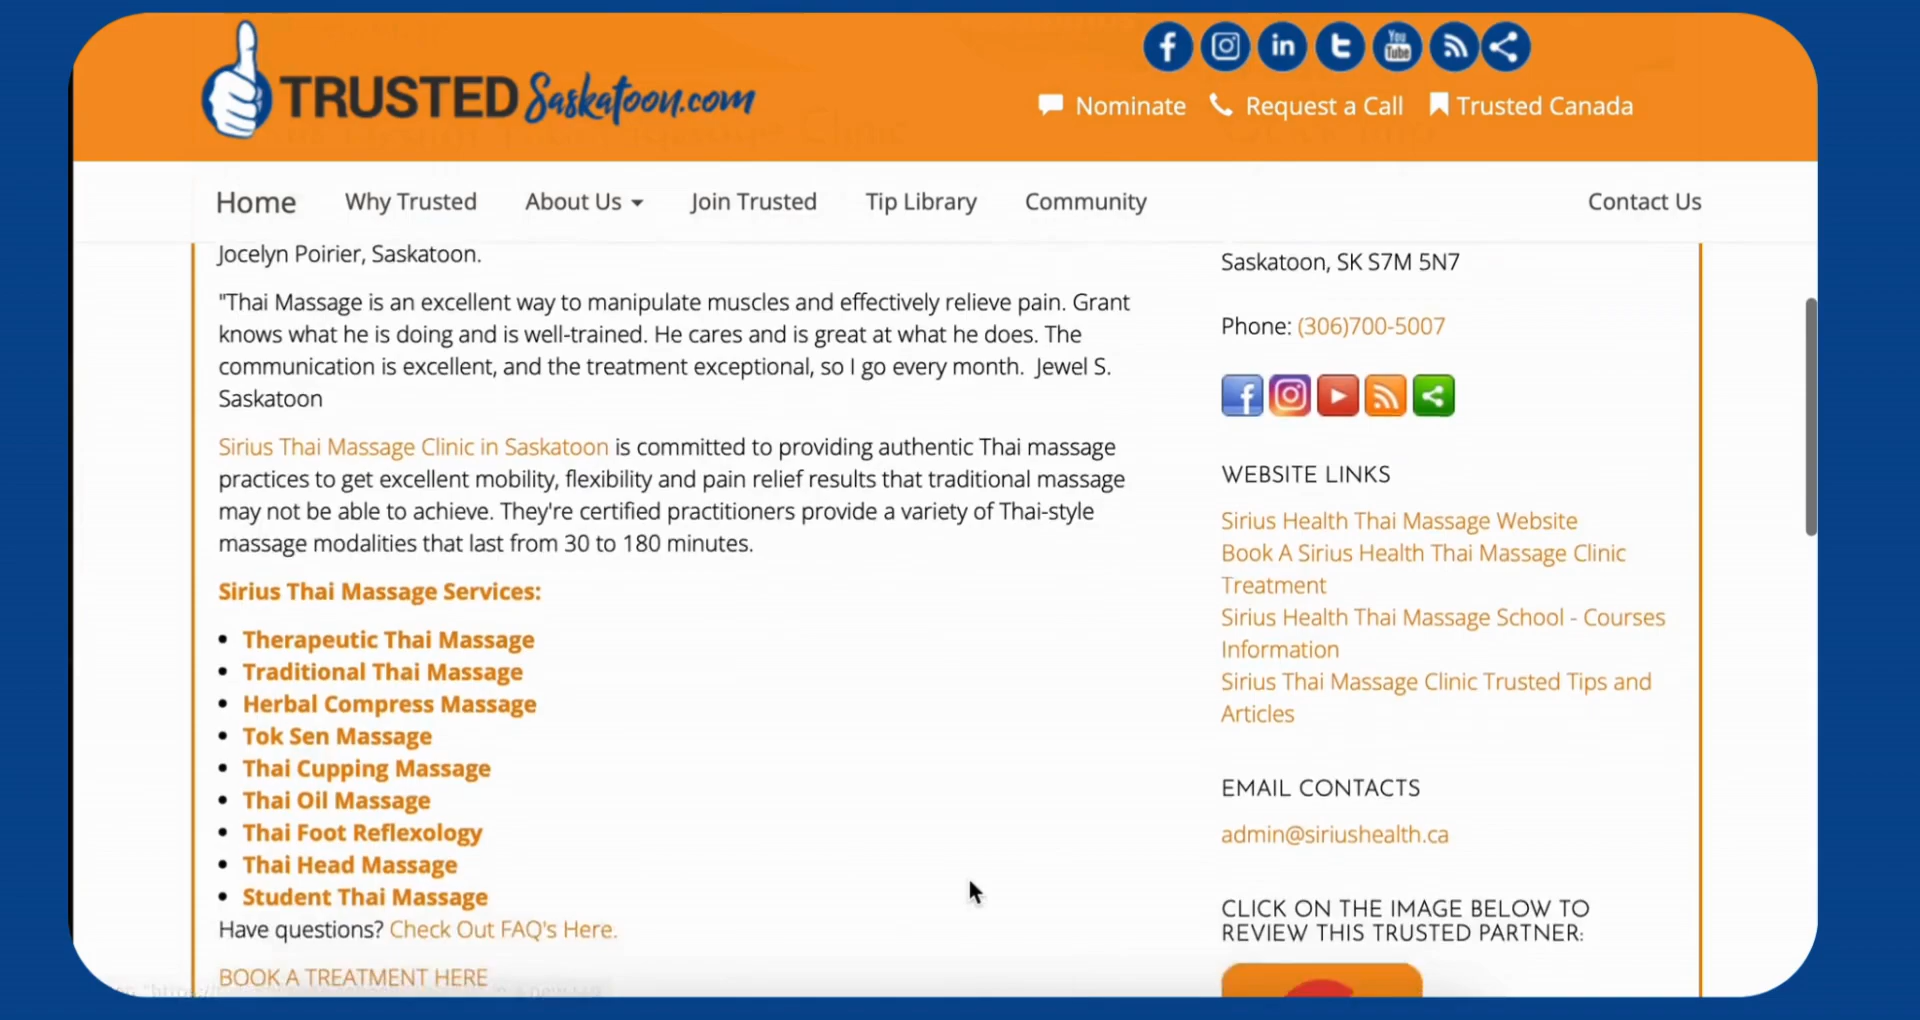 TRUSTED Saskatoon.com
Nominate Request a Call Trusted Canada
Home Why Trusted About Us Join Trusted Tip Library Community Contact Us
Jocelyn Poirier, Saskatoon.
"Thai Massage is an excellent way to manipulate muscles and effectively relieve pain. Grant
knows what he is doing and is well-trained. He cares and is great at what he does. The
communication is excellent, and the treatment exceptional, so I go every month. Jewel S.
Saskatoon
Sirius Thai Massage Clinic in Saskatoon is committed to providing authentic Thai massage
practices to get excellent mobility, flexibility and pain relief results that traditional massage
may not be able to achieve. They're certified practitioners provide a variety of Thai-style
massage modalities that last from 30 to 180 minutes.
Sirius Thai Massage Services:
Therapeutic Thai Massage
Traditional Thai Massage
Herbal Compress Massage
Tok Sen Massage
Thai Cupping Massage
Thai Oil Massage
Thai Foot Reflexology
Thai Head Massage
Student Thai Massage
Have questions? Check Out FAQ's Here.
BOOK A TREATMENT HERE
Saskatoon, SK S7M 5N7
Phone: (306)700-5007
WEBSITE LINKS
Sirius Health Thai Massage Website
Book A Sirius Health Thai Massage Clinic
Treatment
Sirius Health Thai Massage School - Courses
Information
Sirius Thai Massage Clinic Trusted Tips and
Articles
EMAIL CONTACTS
admin@siriushealth.ca
CLICK ON THE IMAGE BELOW TO
REVIEW THIS TRUSTED PARTNER: